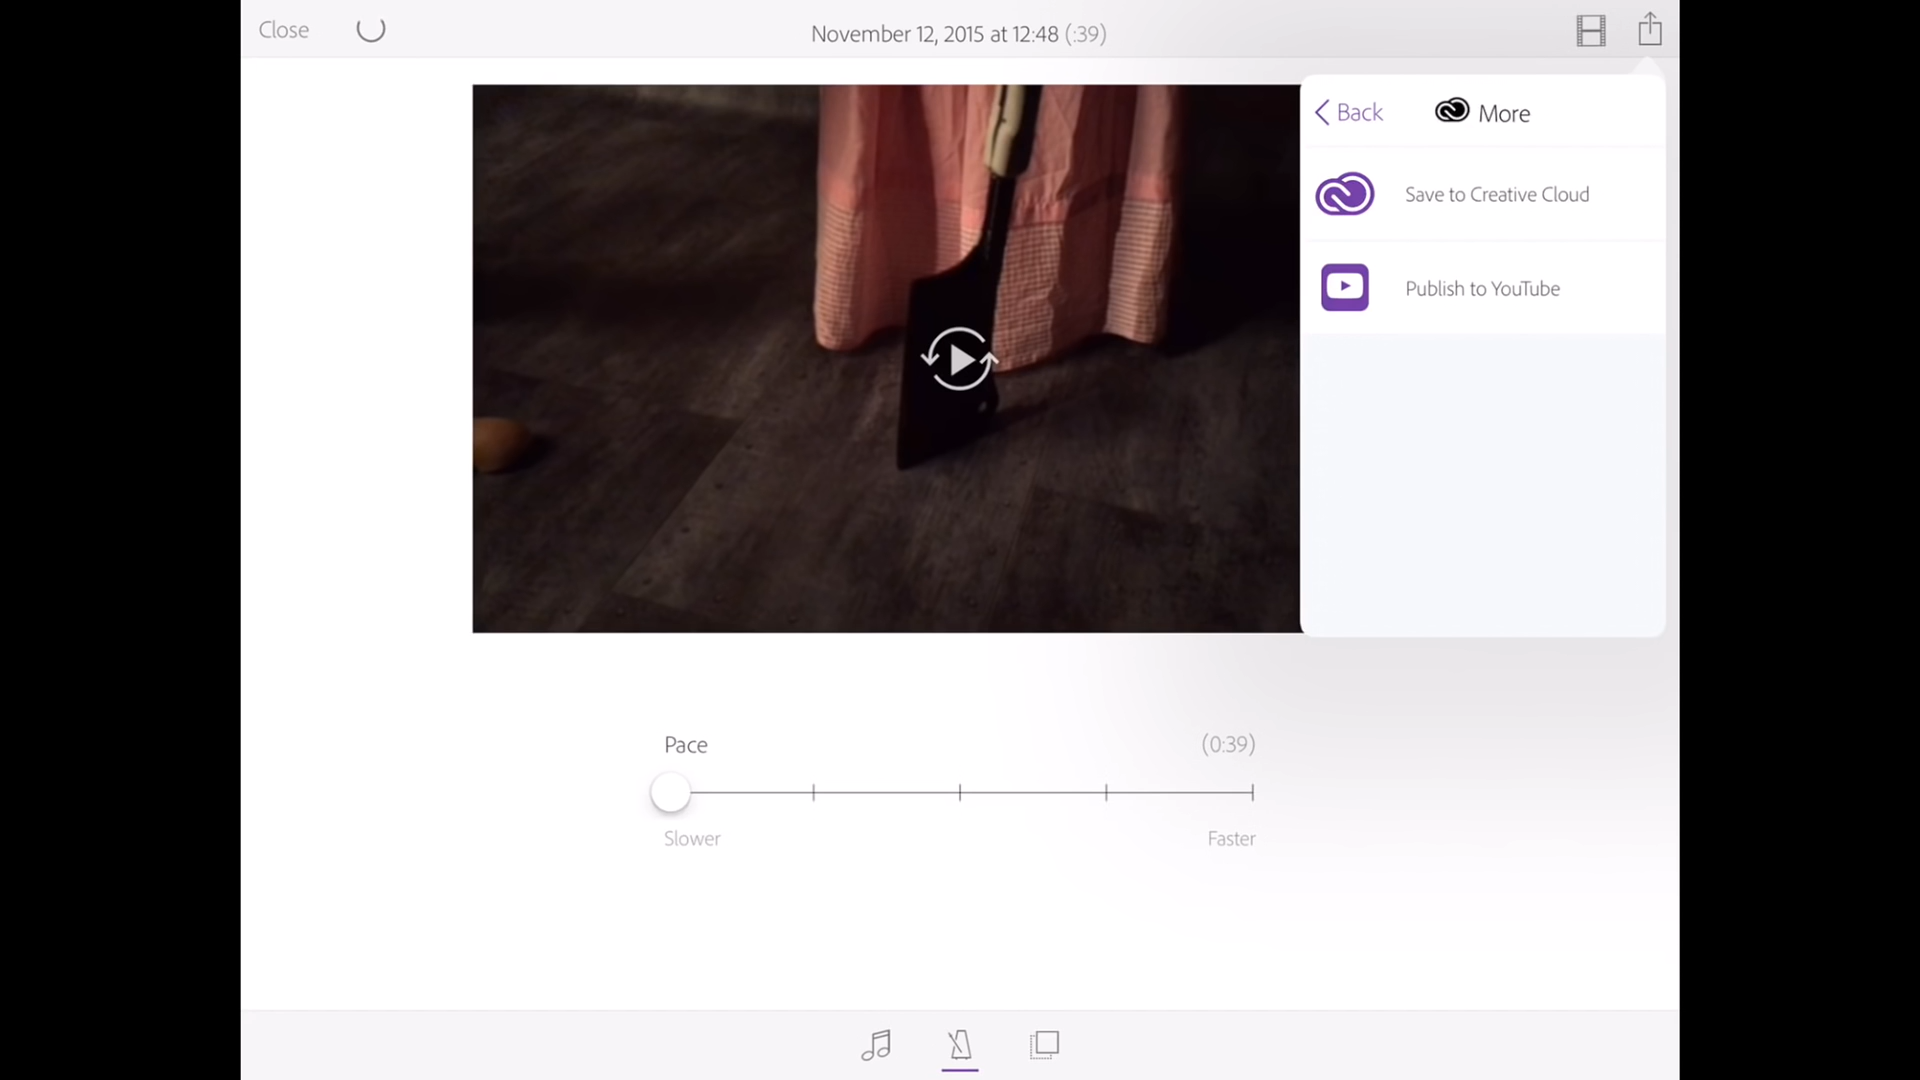 Close
November 12, 2015 at 12:48 (:39)
Back
More
Save to Creative Cloud
Publish to YouTube
Pace
(0:39)
Slower
Faster